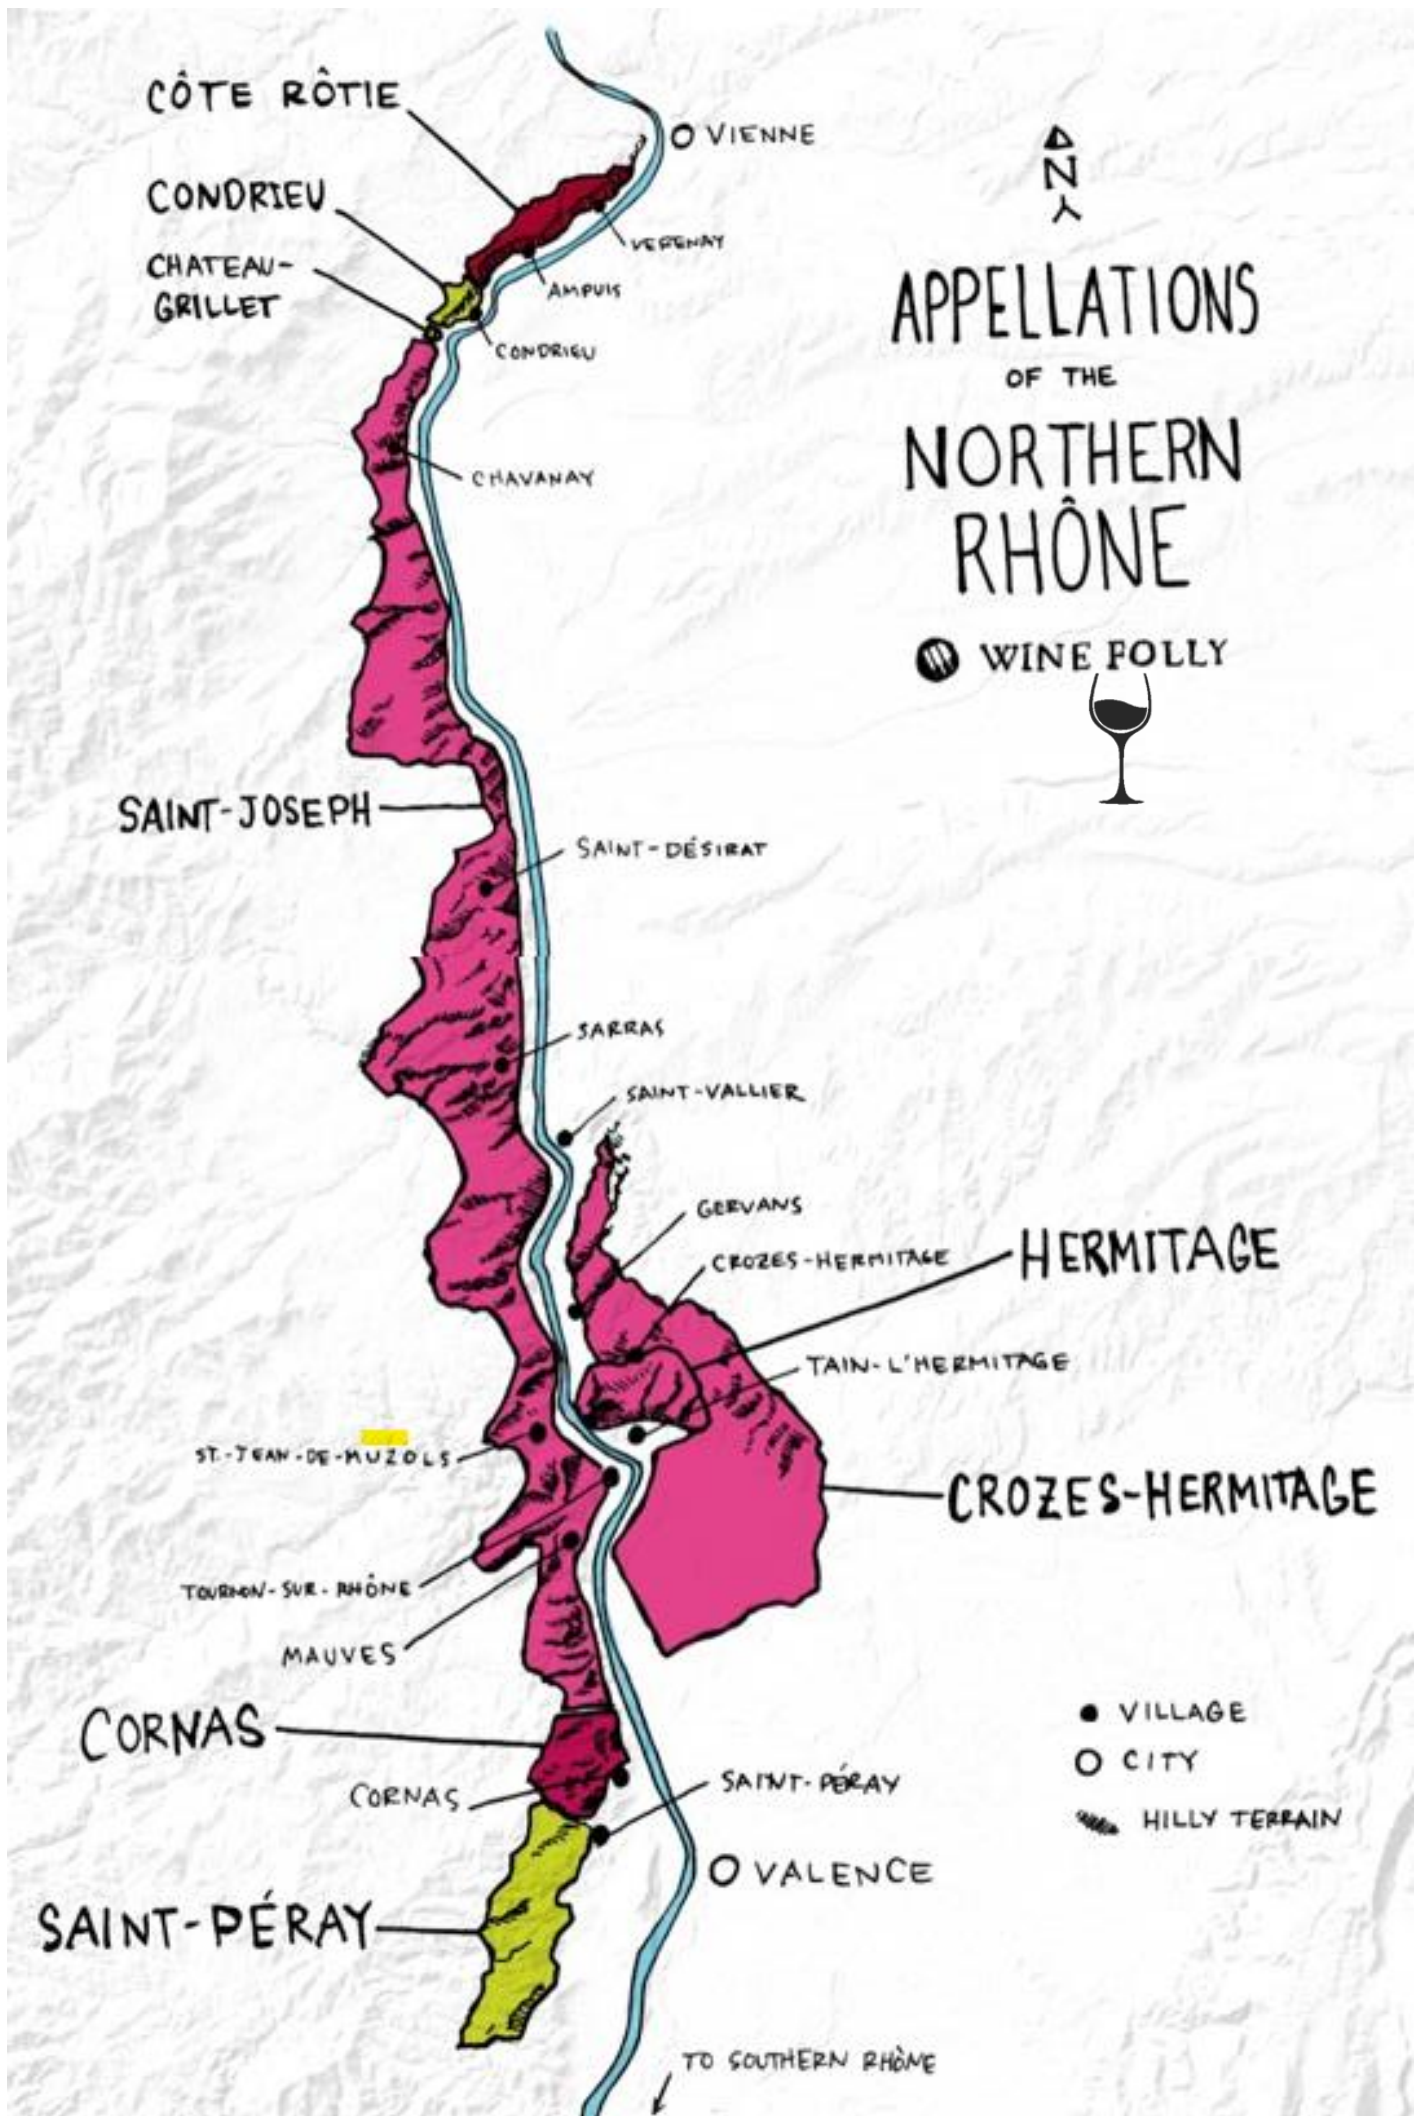 CÔTE RÔTIE
VIENNE
CONDRIEU
VERENAY
CHATEAU-
GRILLET
AMPUIS
CONDRIEU
N
APPELLATIONS
OF THE
NORTHERN
RHÔNE
WINE FOLLY
CHAVANAY
SAINT-JOSEPH
SAINT-DÉSIRAT
SARRAS
SAINT-VALLIER
GERVANS
CROZES-HERMITAGE
HERMITAGE
TAIN-L'HERMITAGE
ST.-JEAN-DE-MUZOLS
CROZES-HERMITAGE
TOURNON-SUR-RHÔNE
MAUVES
CORNAS
CORNAS
SAINT-PÉRAY
VALENCE
SAINT-PÉRAY
VILLAGE
CITY
HILLY TERRAIN
TO SOUTHERN RHÔNE